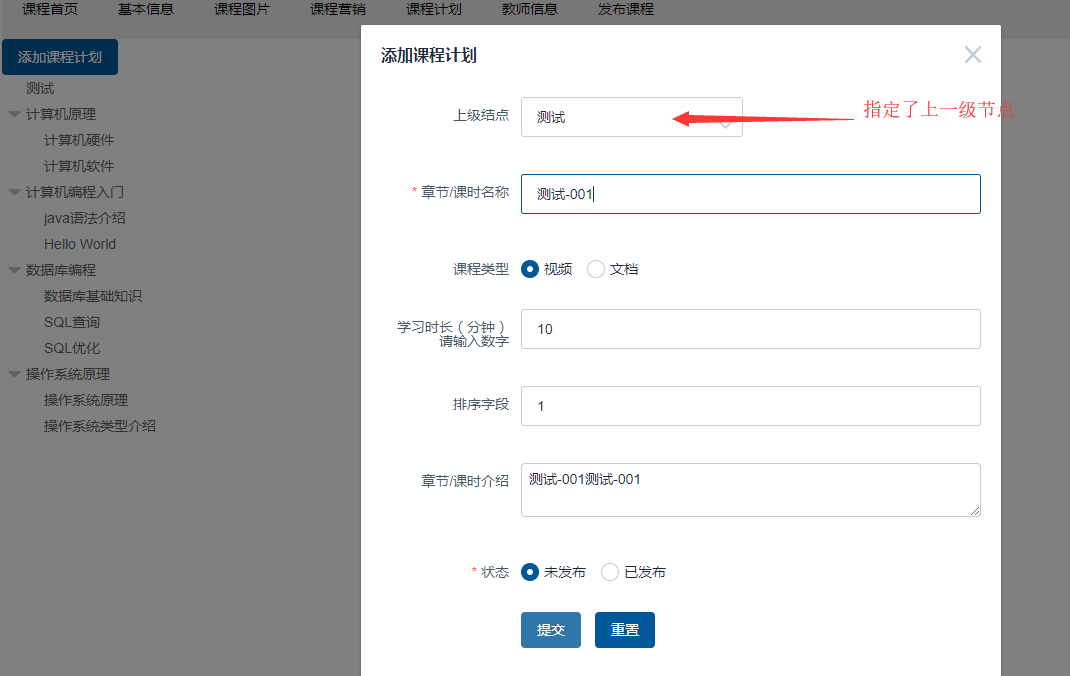 课程首页 基本信息 课程图片 课程营销 课程计划 教师信息 发布课程
添加课程计划
测试
计算机原理
计算机硬件
计算机软件
计算机编程入门
java语法介绍
Hello World
数据库编程
数据库基础知识
SQL查询
SQL优化
操作系统原理
操作系统原理
操作系统类型介绍
添加课程计划
上级结点 测试
指定了上一级节点
* 章节/课时名称 测试-001
课程类型 视频 文档
学习时长（分钟）
请输入数字
10
排序字段 1
章节/课时介绍 测试-001测试-001
* 状态 未发布 已发布
提交 重置